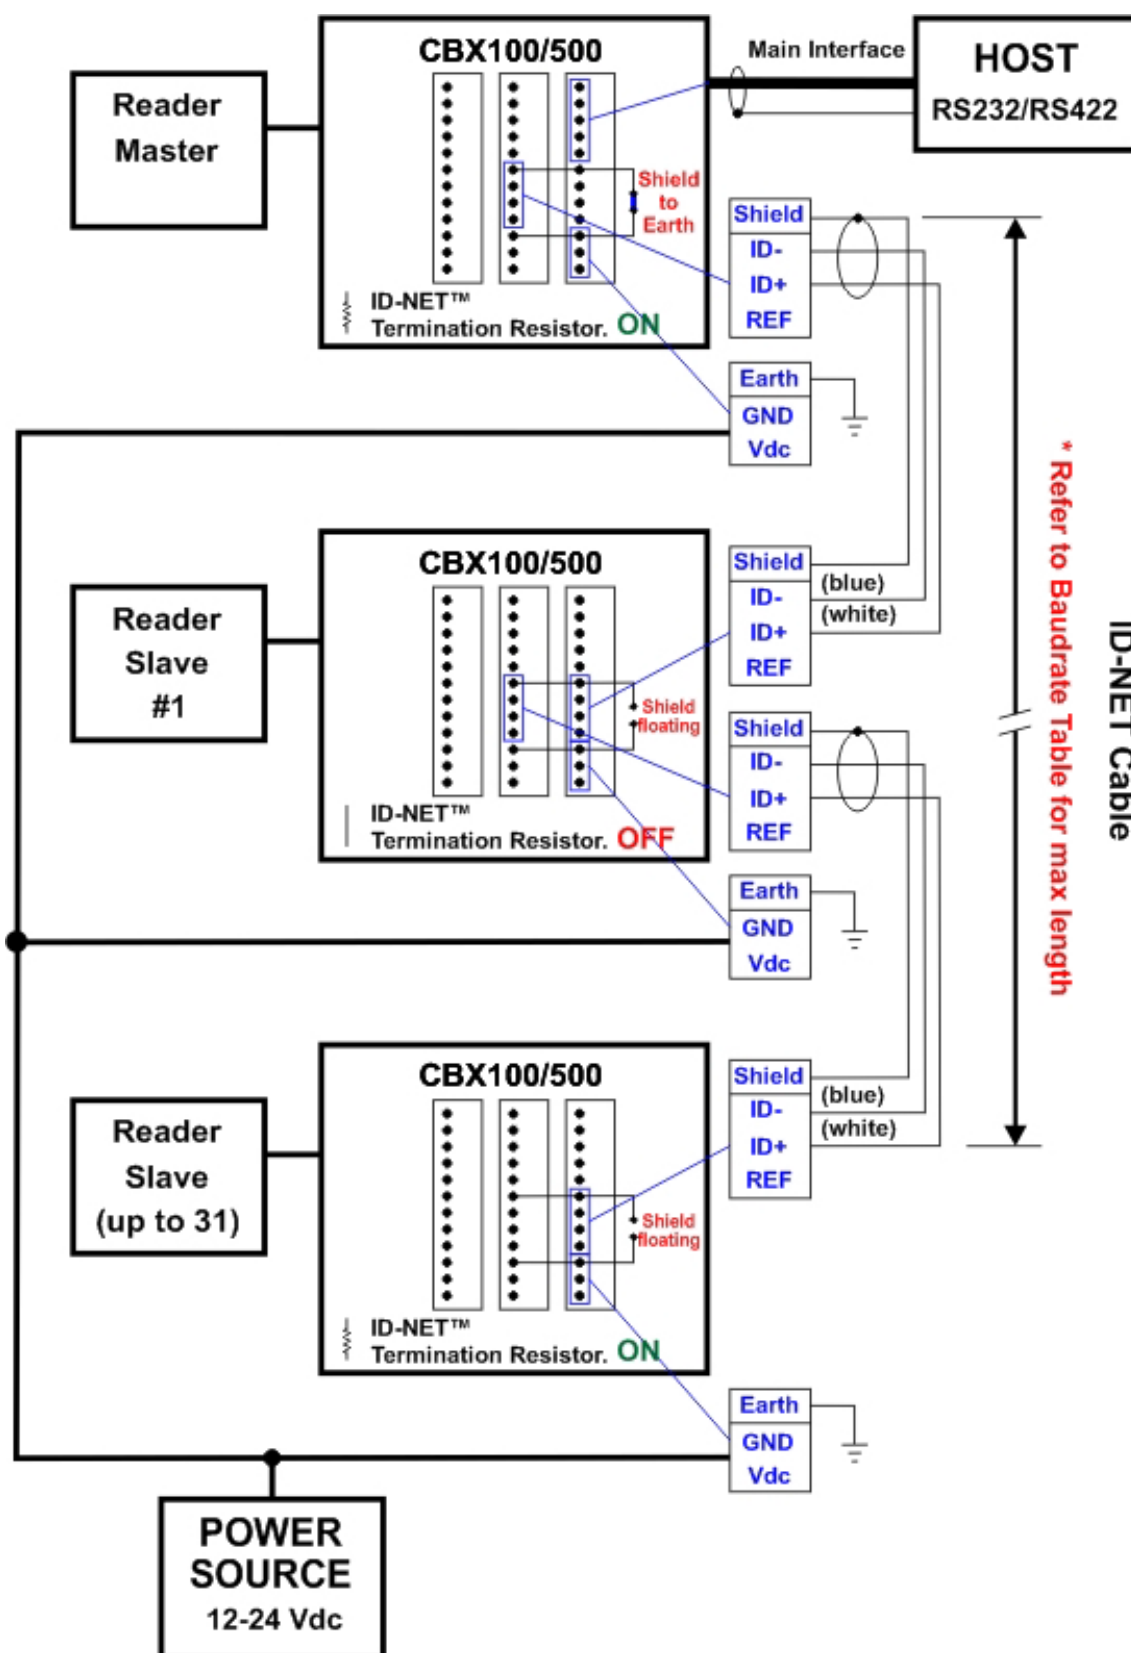 CBX100/500
Main Interface
HOST
RS232/RS422
Reader
Master
Shield
to
Earth
ID-NET™
Termination Resistor. ON
Shield
ID-
ID+
REF
Earth
GND
Vdc
CBX100/500
Reader
Slave
#1
Shield
floating
ID-NET™
Termination Resistor. OFF
Shield
(blue)
ID-
(white)
ID+
REF
Shield
ID-
ID+
REF
Earth
GND
Vdc
* Refer to Baudrate Table for max length
ID-NET Cable
CBX100/500
Reader
Slave
(up to 31)
Shield
floating
ID-NET™
Termination Resistor. ON
Shield
(blue)
ID-
(white)
ID+
REF
Earth
GND
Vdc
POWER
SOURCE
12-24 Vdc